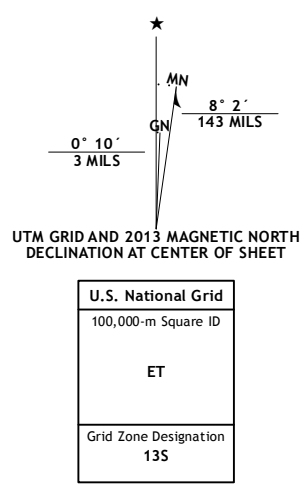 ★
MN
GN
8° 2´
143 MILS
0° 10´
3 MILS
UTM GRID AND 2013 MAGNETIC NORTH
DECLINATION AT CENTER OF SHEET
U.S. National Grid
100,000-m Square ID
ET
Grid Zone Designation
13S